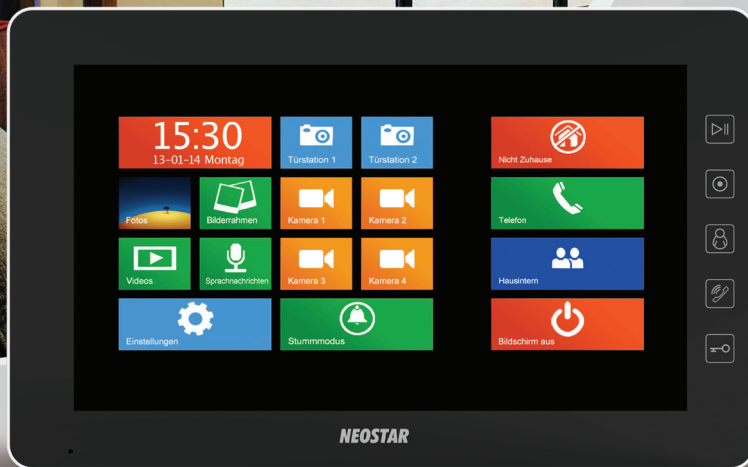 15:30
13-01-14 Montag
Türstation 1
Türstation 2
Nicht Zuhause
Fotos
Bilderrahmen
Kamera 1
Kamera 2
Telefon
Videos
Sprachnachrichten
Kamera 3
Kamera 4
Hausintern
Einstellungen
Stummmodus
Bildschirm aus
NEOSTAR